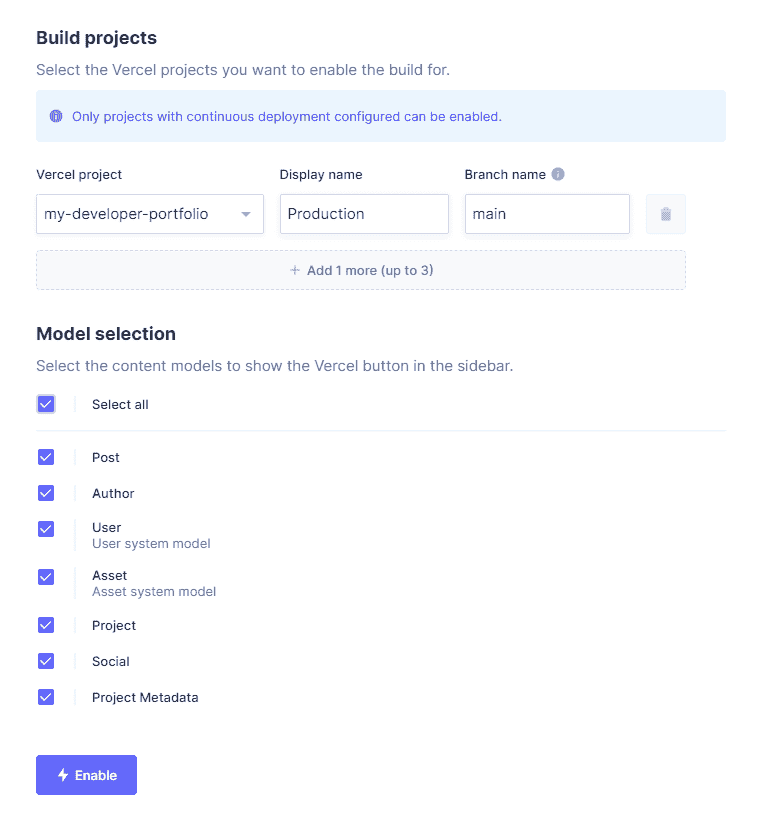 Build projects
Select the Vercel projects you want to enable the build for.
Only projects with continuous deployment configured can be enabled.
Vercel project Display name Branch name
my-developer-portfolio Production main
+ Add 1 more (up to 3)
Model selection
Select the content models to show the Vercel button in the sidebar.
Select all
Post
Author
User
User system model
Asset
Asset system model
Project
Social
Project Metadata
Enable